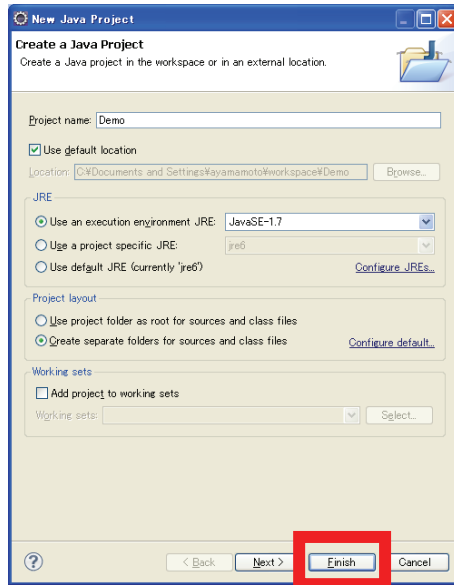 New Java Project
Create a Java Project
Create a Java project in the workspace or in an external location.
Project name: Demo
Use default location
Location: C:¥Documents and Settings¥ayamamoto¥workspace¥Demo Browse...
JRE
Use an execution environment JRE: JavaSE-1.7
Use a project specific JRE: jre6
Use default JRE (currently 'jre6') Configure JREs...
Project layout
Use project folder as root for sources and class files
Create separate folders for sources and class files Configure default...
Working sets
Add project to working sets
Working sets: Select...
? < Back Next > Finish Cancel